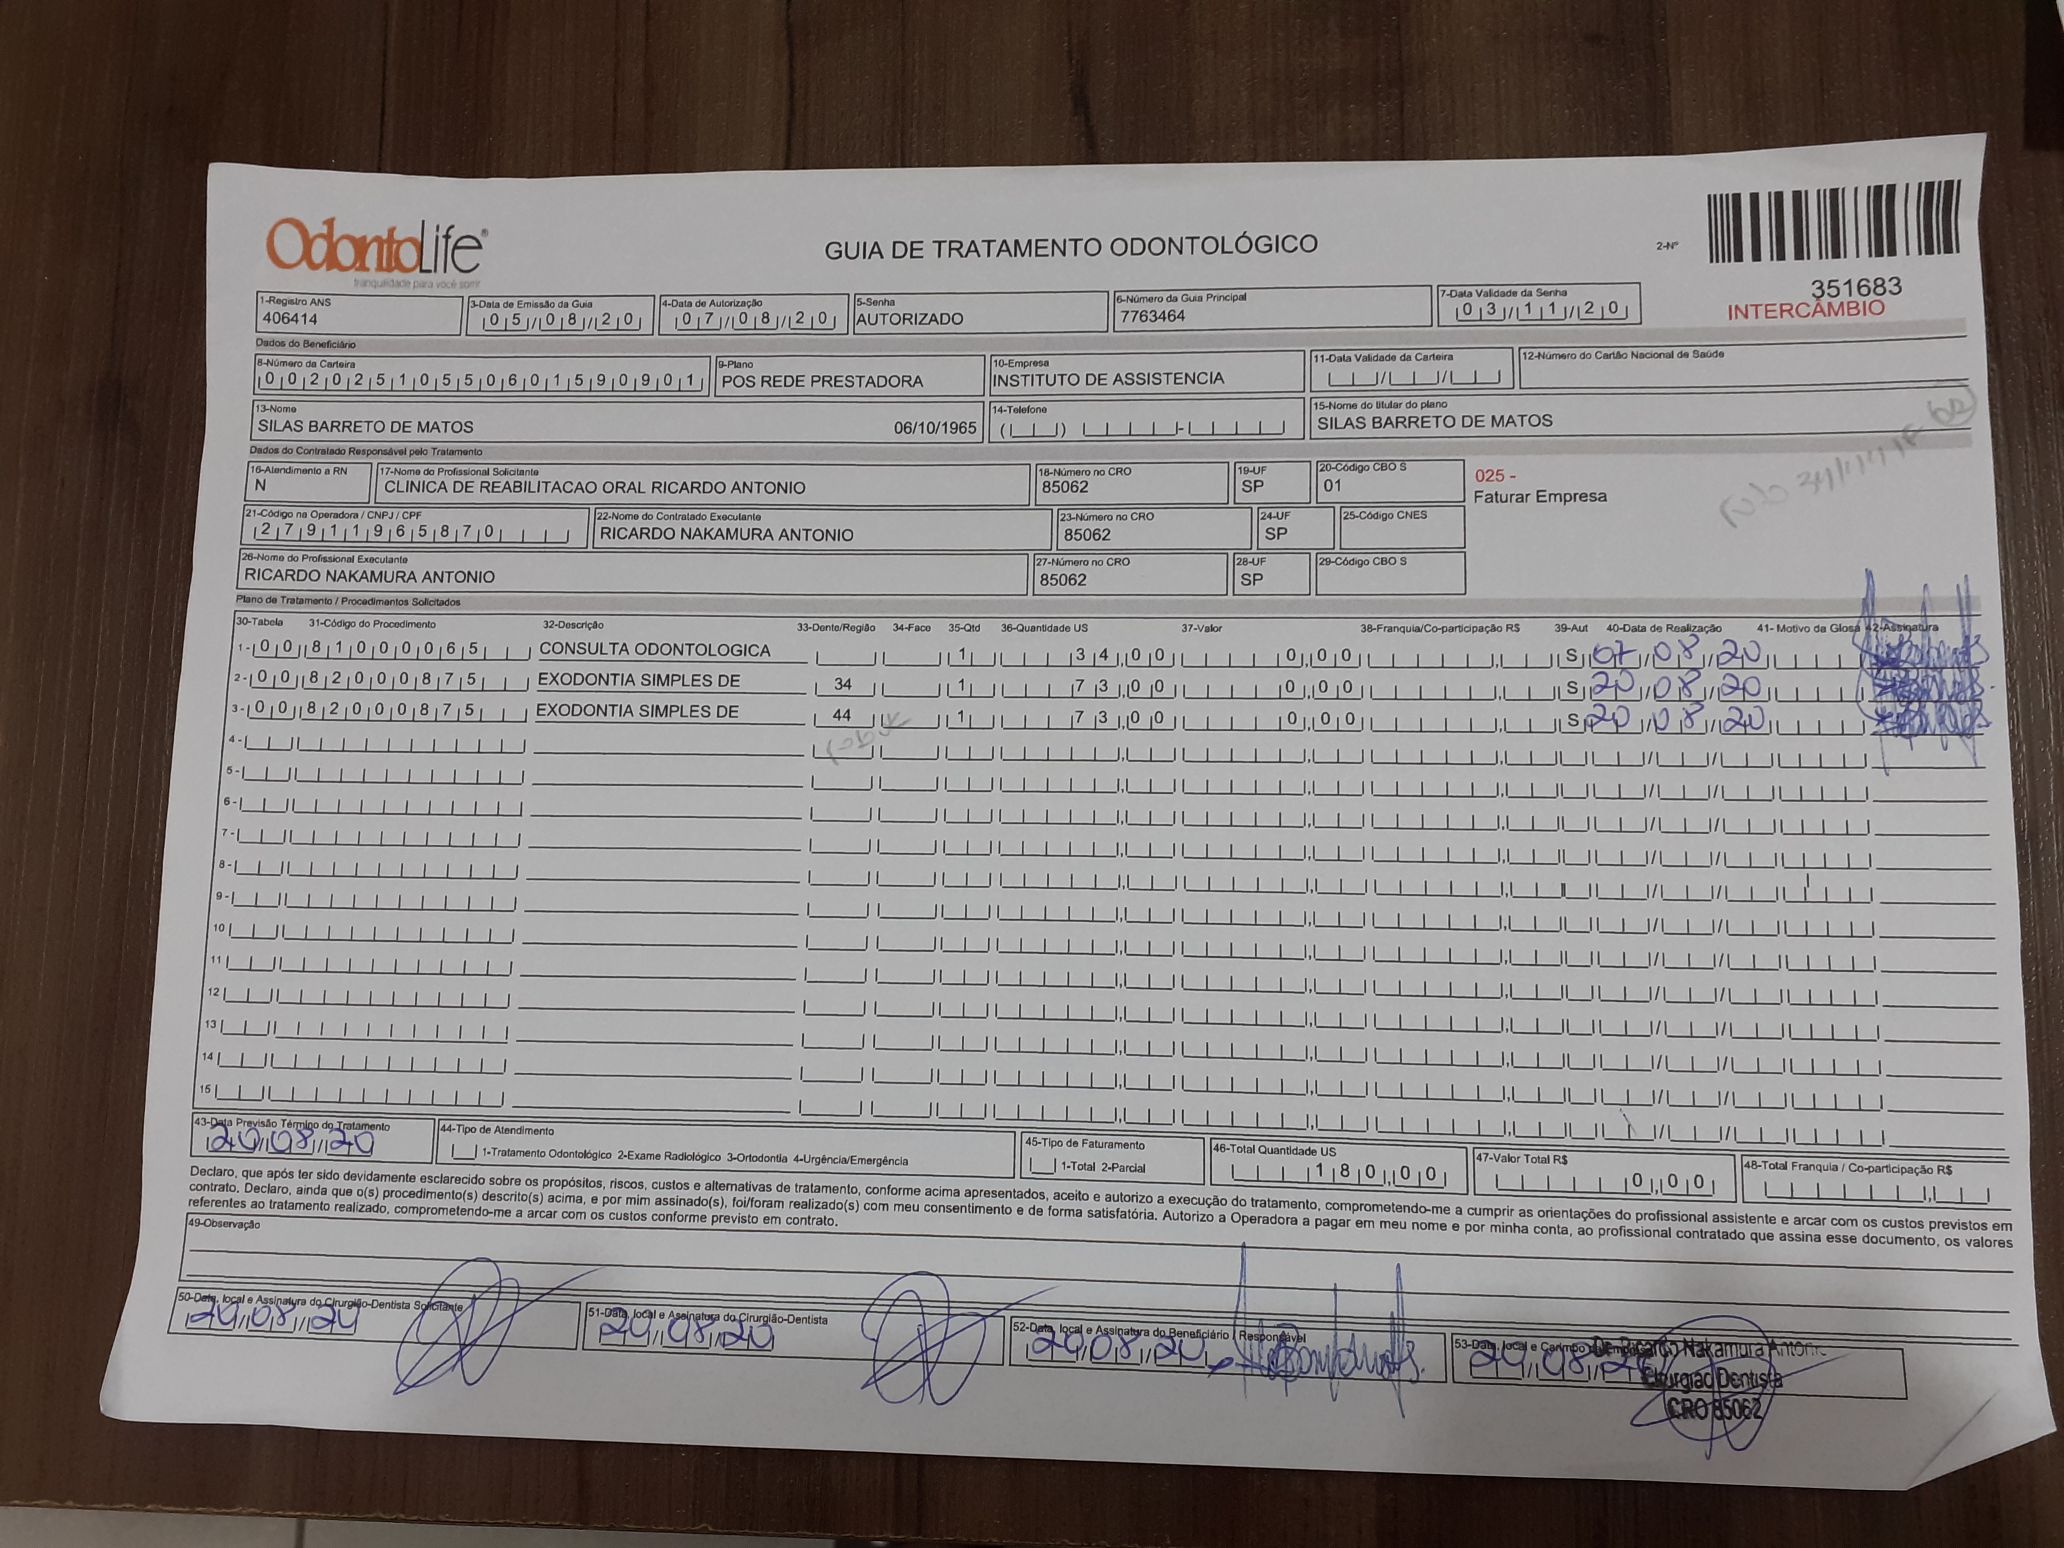 OdontoLife®
tranquilidade para você sorrir
GUIA DE TRATAMENTO ODONTOLÓGICO
2-Nº
351683
INTERCÂMBIO
1-Registro ANS
406414
3-Data de Emissão da Guia
05/08/20
4-Data de Autorização
07/08/20
5-Senha
AUTORIZADO
6-Número da Guia Principal
7763464
7-Data Validade da Senha
03/11/20
Dados do Beneficiário
8-Número da Carteira
00202510550601590901
9-Plano
POS REDE PRESTADORA
10-Empresa
INSTITUTO DE ASSISTENCIA
11-Data Validade da Carteira
12-Número do Cartão Nacional de Saúde
13-Nome
SILAS BARRETO DE MATOS 06/10/1965
14-Telefone
15-Nome do titular do plano
SILAS BARRETO DE MATOS
Dados do Contratado Responsável pelo Tratamento
16-Atendimento a RN
N
17-Nome do Profissional Solicitante
CLINICA DE REABILITACAO ORAL RICARDO ANTONIO
18-Número no CRO
85062
19-UF
SP
20-Código CBO S
01
025 -
Faturar Empresa
21-Código na Operadora / CNPJ / CPF
27911965870
22-Nome do Contratado Executante
RICARDO NAKAMURA ANTONIO
23-Número no CRO
85062
24-UF
SP
25-Código CNES
26-Nome do Profissional Executante
RICARDO NAKAMURA ANTONIO
27-Número no CRO
85062
28-UF
SP
29-Código CBO S
Plano de Tratamento / Procedimentos Solicitados
30-Tabela 31-Código do Procedimento 32-Descrição 33-Dente/Região 34-Face 35-Qtd 36-Quantidade US 37-Valor 38-Franquia/Co-participação R$ 39-Aut 40-Data de Realização 41- Motivo da Glosa 42-Assinatura
1- 00 81000065 CONSULTA ODONTOLOGICA 1 34,00 0,00 S 07/08/20
2- 00 82000875 EXODONTIA SIMPLES DE 34 1 73,00 0,00 S 20/08/20
3- 00 82000875 EXODONTIA SIMPLES DE 44 1 73,00 0,00 S 20/08/20
4-
5-
6-
7-
8-
9-
10
11
12
13
14
15
43-Data Previsão Término do Tratamento
20/08/20
44-Tipo de Atendimento
1-Tratamento Odontológico 2-Exame Radiológico 3-Ortodontia 4-Urgência/Emergência
45-Tipo de Faturamento
1-Total 2-Parcial
46-Total Quantidade US
180,00
47-Valor Total R$
0,00
48-Total Franquia / Co-participação R$
Declaro, que após ter sido devidamente esclarecido sobre os propósitos, riscos, custos e alternativas de tratamento, conforme acima apresentados, aceito e autorizo a execução do tratamento, comprometendo-me a cumprir as orientações do profissional assistente e arcar com os custos previstos em
contrato. Declaro, ainda que o(s) procedimento(s) descrito(s) acima, e por mim assinado(s), foi/foram realizado(s) com meu consentimento e de forma satisfatória. Autorizo a Operadora a pagar em meu nome e por minha conta, ao profissional contratado que assina esse documento, os valores
referentes ao tratamento realizado, comprometendo-me a arcar com os custos conforme previsto em contrato.
49-Observação
50-Data, local e Assinatura do Cirurgião-Dentista Solicitante
51-Data, local e Assinatura do Cirurgião-Dentista
52-Data, local e Assinatura do Beneficiário / Responsável
53-Data, local e Carimbo
Dr. Ricardo Nakamura Antonio
Cirurgião Dentista
CRO 85062